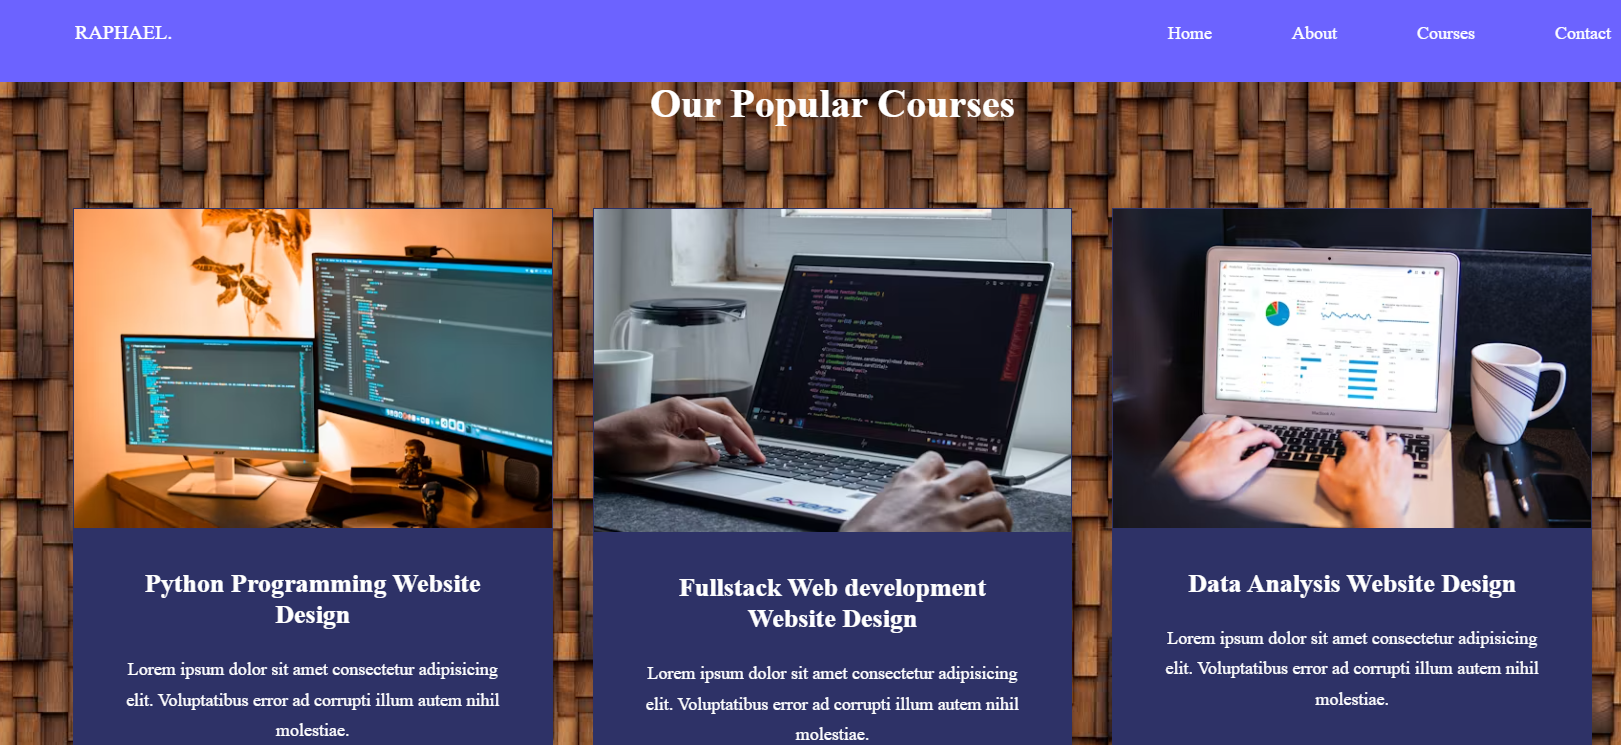 RAPHAEL.
Home About Courses Contact
Our Popular Courses
Python Programming Website
Design
Lorem ipsum dolor sit amet consectetur adipisicing
elit. Voluptatibus error ad corrupti illum autem nihil
molestiae.
Fullstack Web development
Website Design
Lorem ipsum dolor sit amet consectetur adipisicing
elit. Voluptatibus error ad corrupti illum autem nihil
molestiae.
Data Analysis Website Design
Lorem ipsum dolor sit amet consectetur adipisicing
elit. Voluptatibus error ad corrupti illum autem nihil
molestiae.